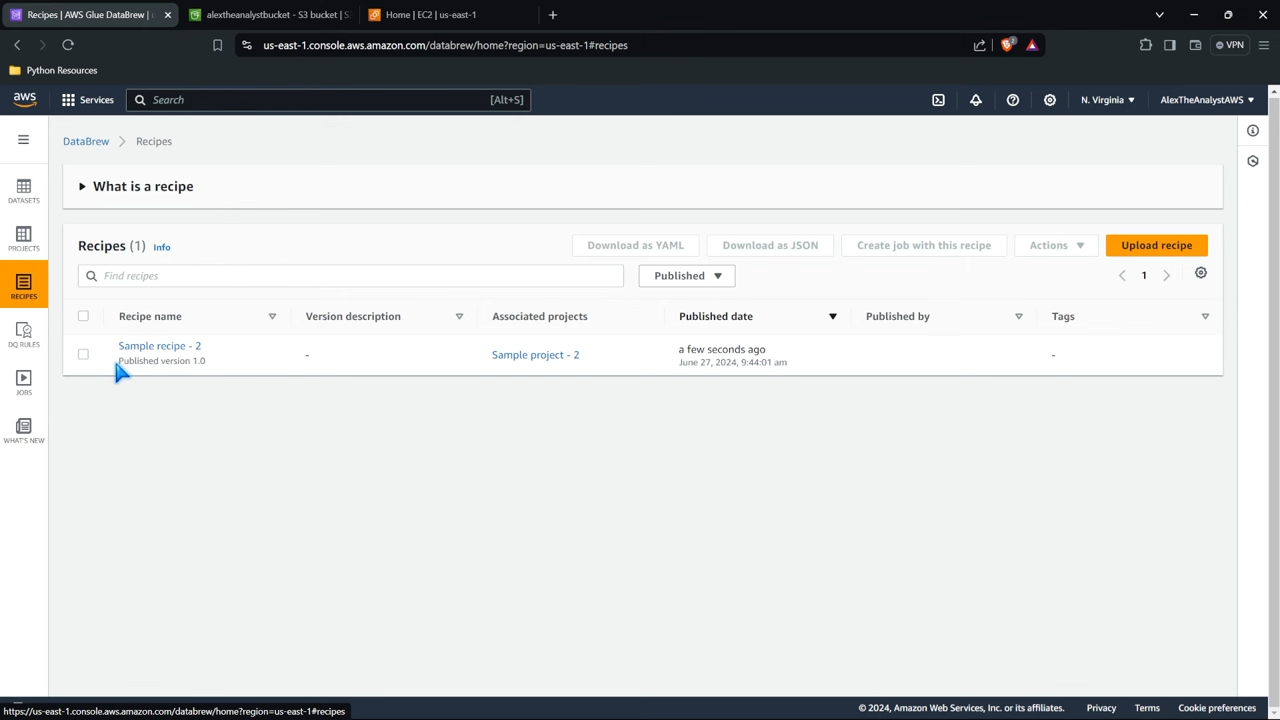 Recipes | AWS Glue DataBrew |
alextheanalystbucket - S3 bucket | S
Home | EC2 | us-east-1
us-east-1.console.aws.amazon.com/databrew/home?region=us-east-1#recipes
2
VPN
Python Resources
aws
Services
Search
[Alt+S]
N. Virginia
AlexTheAnalystAWS
DataBrew
Recipes
DATASETS
PROJECTS
RECIPES
DQ RULES
JOBS
WHAT'S NEW
What is a recipe
Recipes (1) Info
Download as YAML
Download as JSON
Create job with this recipe
Actions
Upload recipe
Find recipes
Published
1
Recipe name
Version description
Associated projects
Published date
Published by
Tags
Sample recipe - 2
Published version 1.0
-
Sample project - 2
a few seconds ago
June 27, 2024, 9:44:01 am
-
https://us-east-1.console.aws.amazon.com/databrew/home?region=us-east-1#recipes
© 2024, Amazon Web Services, Inc. or its affiliates.
Privacy
Terms
Cookie preferences